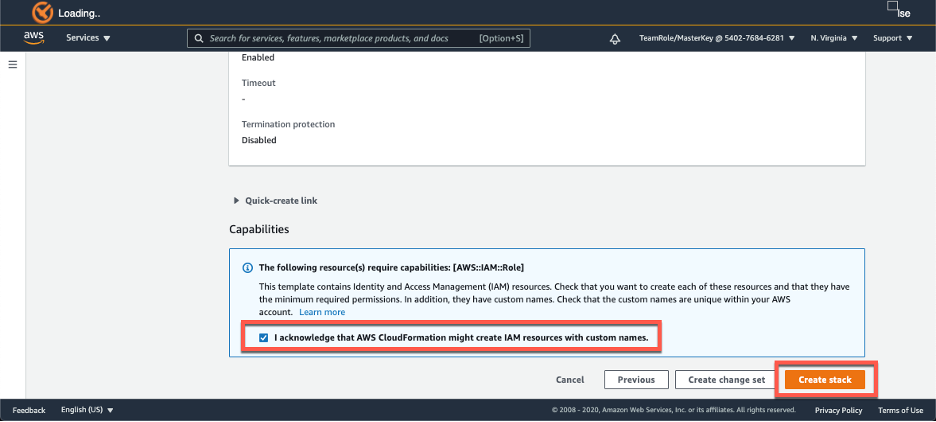 Loading..
lse
aws
Services
Search for services, features, marketplace products, and docs
[Option+S]
TeamRole/MasterKey @ 5402-7684-6281
N. Virginia
Support
Enabled
Timeout
-
Termination protection
Disabled
Quick-create link
Capabilities
The following resource(s) require capabilities: [AWS::IAM::Role]
This template contains Identity and Access Management (IAM) resources. Check that you want to create each of these resources and that they have
the minimum required permissions. In addition, they have custom names. Check that the custom names are unique within your AWS
account. Learn more
I acknowledge that AWS CloudFormation might create IAM resources with custom names.
Cancel
Previous
Create change set
Create stack
Feedback
English (US)
© 2008 - 2020, Amazon Web Services, Inc. or its affiliates. All rights reserved.
Privacy Policy
Terms of Use